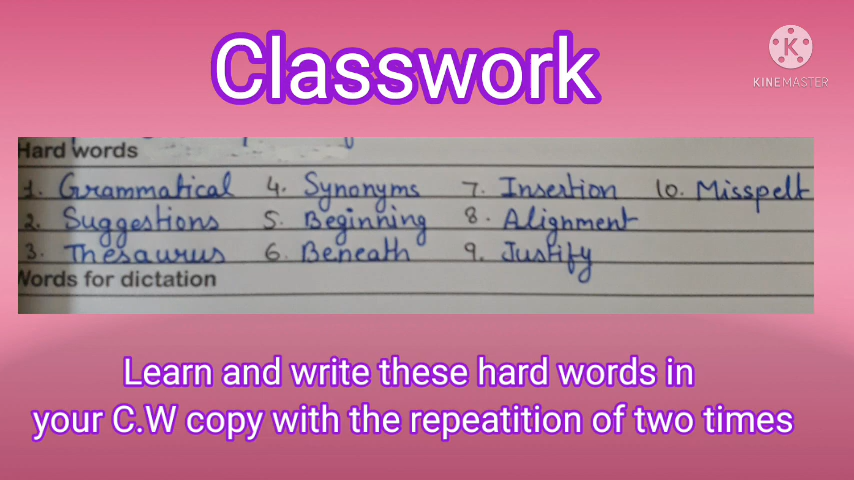 Classwork
KINEMASTER
Hard words
1. Grammatical 4. Synonyms 7. Insertion 10. Misspelt
2. Suggestions 5. Beginning 8. Alignment
3. Thesaurus 6. Beneath 9. Justify
Words for dictation
Learn and write these hard words in
your C.W copy with the repeatition of two times